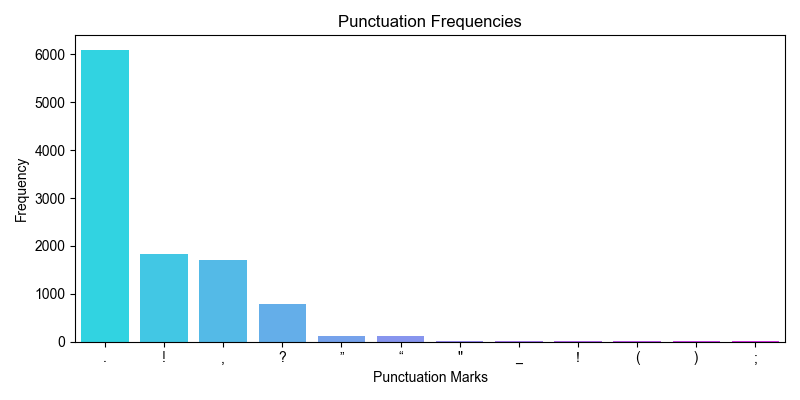 Punctuation Frequencies
Frequency
6000
5000
4000
3000
2000
1000
0
. ! , ? ” “ " _ ! ( ) ;
Punctuation Marks